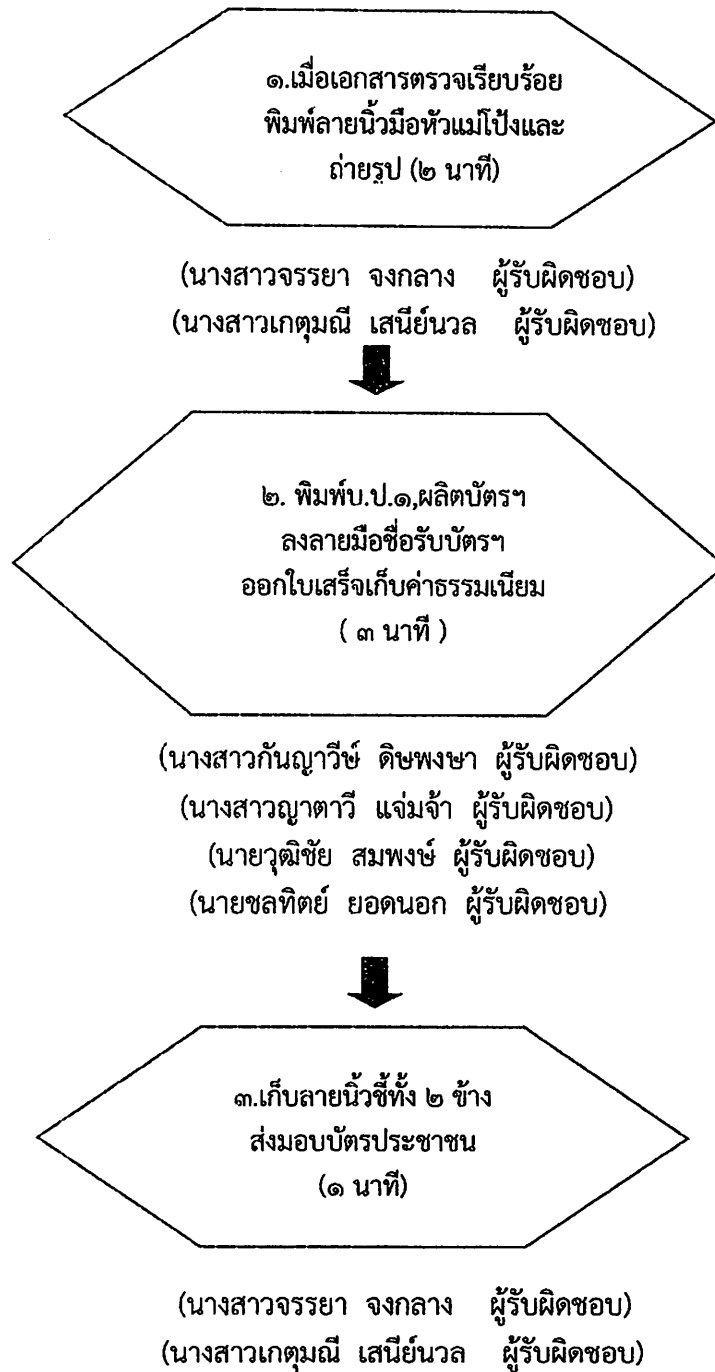 ๑.เมื่อเอกสารตรวจเรียบร้อย
พิมพ์ลายนิ้วมือหัวแม่โป้งและ
ถ่ายรูป (๒ นาที)
(นางสาวจรรยา จงกลาง ผู้รับผิดชอบ)
(นางสาวเกตุมณี เสนีย์นวล ผู้รับผิดชอบ)
๒. พิมพ์บ.ป.๑,ผลิตบัตรฯ
ลงลายมือชื่อรับบัตรฯ
ออกใบเสร็จเก็บค่าธรรมเนียม
( ๓ นาที )
(นางสาวกันญาวีษ์ ดิษพงษา ผู้รับผิดชอบ)
(นางสาวญาตาวี แจ่มจ้า ผู้รับผิดชอบ)
(นายวุฒิชัย สมพงษ์ ผู้รับผิดชอบ)
(นายชลทิตย์ ยอดนอก ผู้รับผิดชอบ)
๓.เก็บลายนิ้วชี้ทั้ง ๒ ข้าง
ส่งมอบบัตรประชาชน
(๑ นาที)
(นางสาวจรรยา จงกลาง ผู้รับผิดชอบ)
(นางสาวเกตุมณี เสนีย์นวล ผู้รับผิดชอบ)